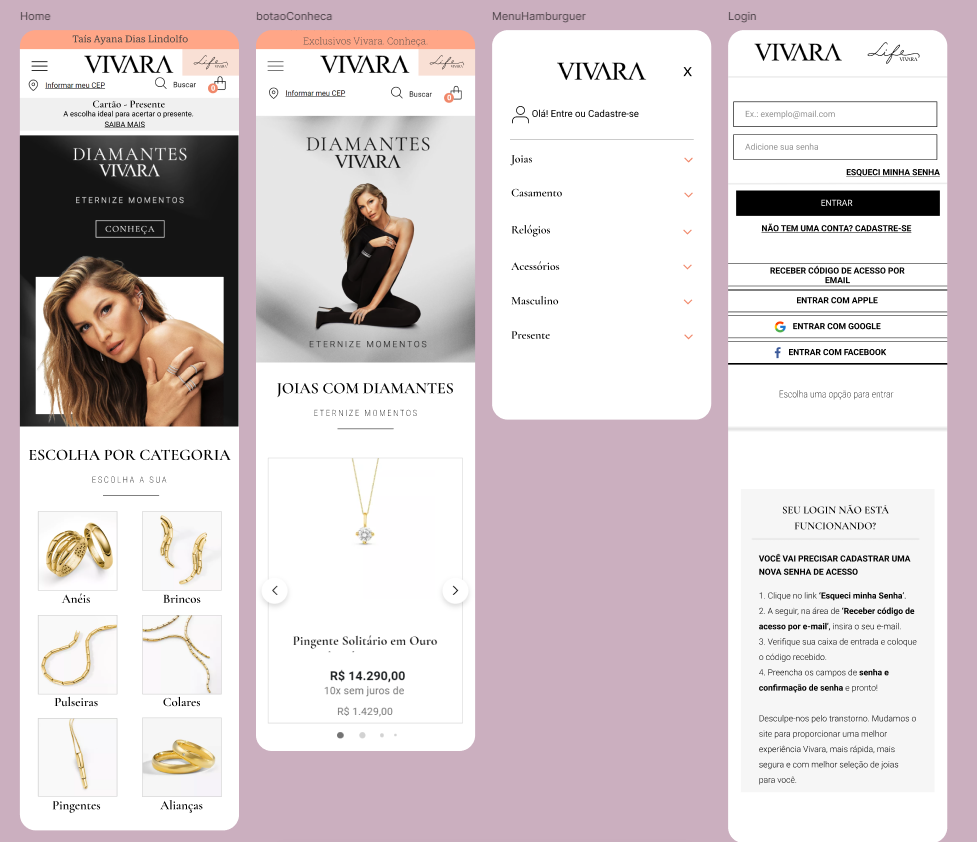 Home
Taís Ayana Dias Lindolfo
VIVARA
Life
VIVARA
Informar meu CEP
Buscar
0
Cartão - Presente
A escolha ideal para acertar o presente.
SAIBA MAIS
DIAMANTES
VIVARA
ETERNIZE MOMENTOS
CONHEÇA
ESCOLHA POR CATEGORIA
ESCOLHA A SUA
Anéis
Brincos
Pulseiras
Colares
Pingentes
Alianças
botaoConheca
Exclusivos Vivara. Conheça.
VIVARA
Life
VIVARA
Informar meu CEP
Buscar
0
DIAMANTES
VIVARA
ETERNIZE MOMENTOS
JOIAS COM DIAMANTES
ETERNIZE MOMENTOS
Pingente Solitário em Ouro
R$ 14.290,00
10x sem juros de
R$ 1.429,00
MenuHamburguer
VIVARA
X
Olá! Entre ou Cadastre-se
Joias
Casamento
Relógios
Acessórios
Masculino
Presente
Login
VIVARA
Life
VIVARA
Ex.: exemplo@mail.com
Adicione sua senha
ESQUECI MINHA SENHA
ENTRAR
NÃO TEM UMA CONTA? CADASTRE-SE
RECEBER CÓDIGO DE ACESSO POR
EMAIL
ENTRAR COM APPLE
ENTRAR COM GOOGLE
ENTRAR COM FACEBOOK
Escolha uma opção para entrar
SEU LOGIN NÃO ESTÁ
FUNCIONANDO?
VOCÊ VAI PRECISAR CADASTRAR UMA
NOVA SENHA DE ACESSO
1. Clique no link 'Esqueci minha Senha'.
2. A seguir, na área de 'Receber código de
acesso por e-mail', insira o seu e-mail.
3. Verifique sua caixa de entrada e coloque
o código recebido.
4. Preencha os campos de senha e
confirmação de senha e pronto!
Desculpe-nos pelo transtorno. Mudamos o
site para proporcionar uma melhor
experiência Vivara, mais rápida, mais
segura e com melhor seleção de joias
para você.